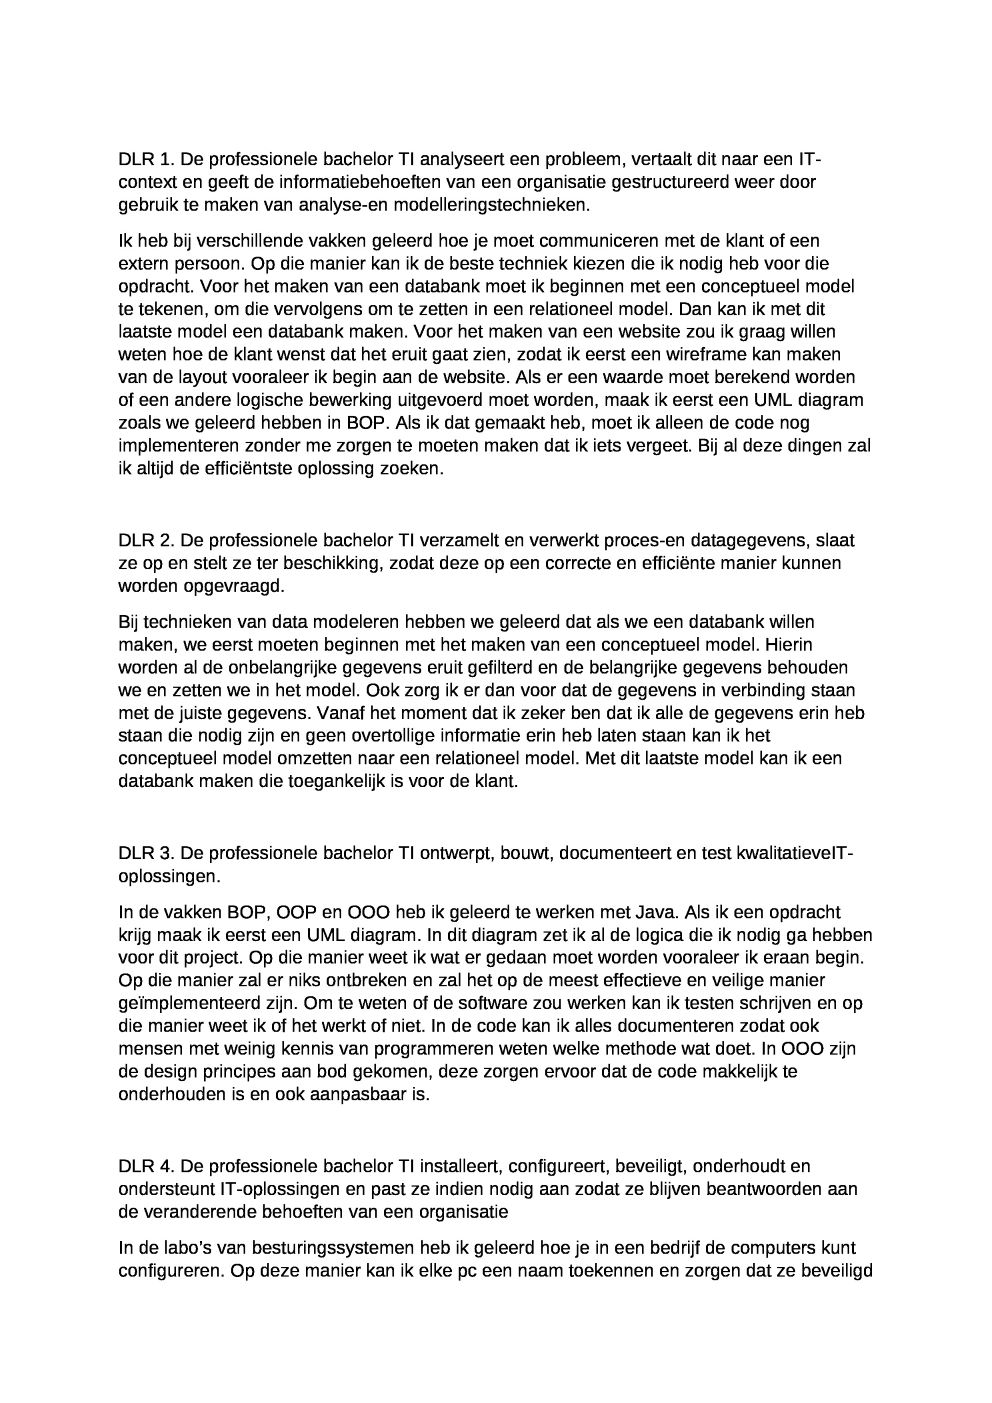 DLR 1. De professionele bachelor TI analyseert een probleem, vertaalt dit naar een IT-
context en geeft de informatiebehoeften van een organisatie gestructureerd weer door
gebruik te maken van analyse-en modelleringstechnieken.
Ik heb bij verschillende vakken geleerd hoe je moet communiceren met de klant of een
extern persoon. Op die manier kan ik de beste techniek kiezen die ik nodig heb voor die
opdracht. Voor het maken van een databank moet ik beginnen met een conceptueel model
te tekenen, om die vervolgens om te zetten in een relationeel model. Dan kan ik met dit
laatste model een databank maken. Voor het maken van een website zou ik graag willen
weten hoe de klant wenst dat het eruit gaat zien, zodat ik eerst een wireframe kan maken
van de layout vooraleer ik begin aan de website. Als er een waarde moet berekend worden
of een andere logische bewerking uitgevoerd moet worden, maak ik eerst een UML diagram
zoals we geleerd hebben in BOP. Als ik dat gemaakt heb, moet ik alleen de code nog
implementeren zonder me zorgen te moeten maken dat ik iets vergeet. Bij al deze dingen zal
ik altijd de efficiëntste oplossing zoeken.
DLR 2. De professionele bachelor TI verzamelt en verwerkt proces-en datagegevens, slaat
ze op en stelt ze ter beschikking, zodat deze op een correcte en efficiënte manier kunnen
worden opgevraagd.
Bij technieken van data modeleren hebben we geleerd dat als we een databank willen
maken, we eerst moeten beginnen met het maken van een conceptueel model. Hierin
worden al de onbelangrijke gegevens eruit gefilterd en de belangrijke gegevens behouden
we en zetten we in het model. Ook zorg ik er dan voor dat de gegevens in verbinding staan
met de juiste gegevens. Vanaf het moment dat ik zeker ben dat ik alle de gegevens erin heb
staan die nodig zijn en geen overtollige informatie erin heb laten staan kan ik het
conceptueel model omzetten naar een relationeel model. Met dit laatste model kan ik een
databank maken die toegankelijk is voor de klant.
DLR 3. De professionele bachelor TI ontwerpt, bouwt, documenteert en test kwalitatieveIT-
oplossingen.
In de vakken BOP, OOP en OOO heb ik geleerd te werken met Java. Als ik een opdracht
krijg maak ik eerst een UML diagram. In dit diagram zet ik al de logica die ik nodig ga hebben
voor dit project. Op die manier weet ik wat er gedaan moet worden vooraleer ik eraan begin.
Op die manier zal er niks ontbreken en zal het op de meest effectieve en veilige manier
geïmplementeerd zijn. Om te weten of de software zou werken kan ik testen schrijven en op
die manier weet ik of het werkt of niet. In de code kan ik alles documenteren zodat ook
mensen met weinig kennis van programmeren weten welke methode wat doet. In OOO zijn
de design principes aan bod gekomen, deze zorgen ervoor dat de code makkelijk te
onderhouden is en ook aanpasbaar is.
DLR 4. De professionele bachelor TI installeert, configureert, beveiligt, onderhoudt en
ondersteunt IT-oplossingen en past ze indien nodig aan zodat ze blijven beantwoorden aan
de veranderende behoeften van een organisatie
In de labo’s van besturingssystemen heb ik geleerd hoe je in een bedrijf de computers kunt
configureren. Op deze manier kan ik elke pc een naam toekennen en zorgen dat ze beveiligd